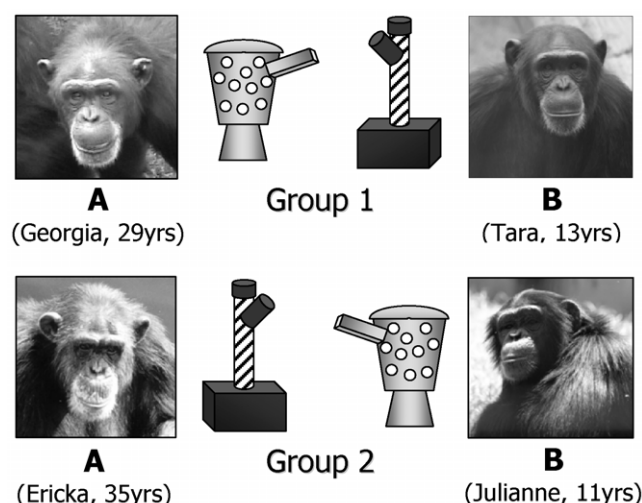 A
Group 1
B
(Georgia, 29yrs)
(Tara, 13yrs)
A
Group 2
B
(Ericka, 35yrs)
(Julianne, 11yrs)